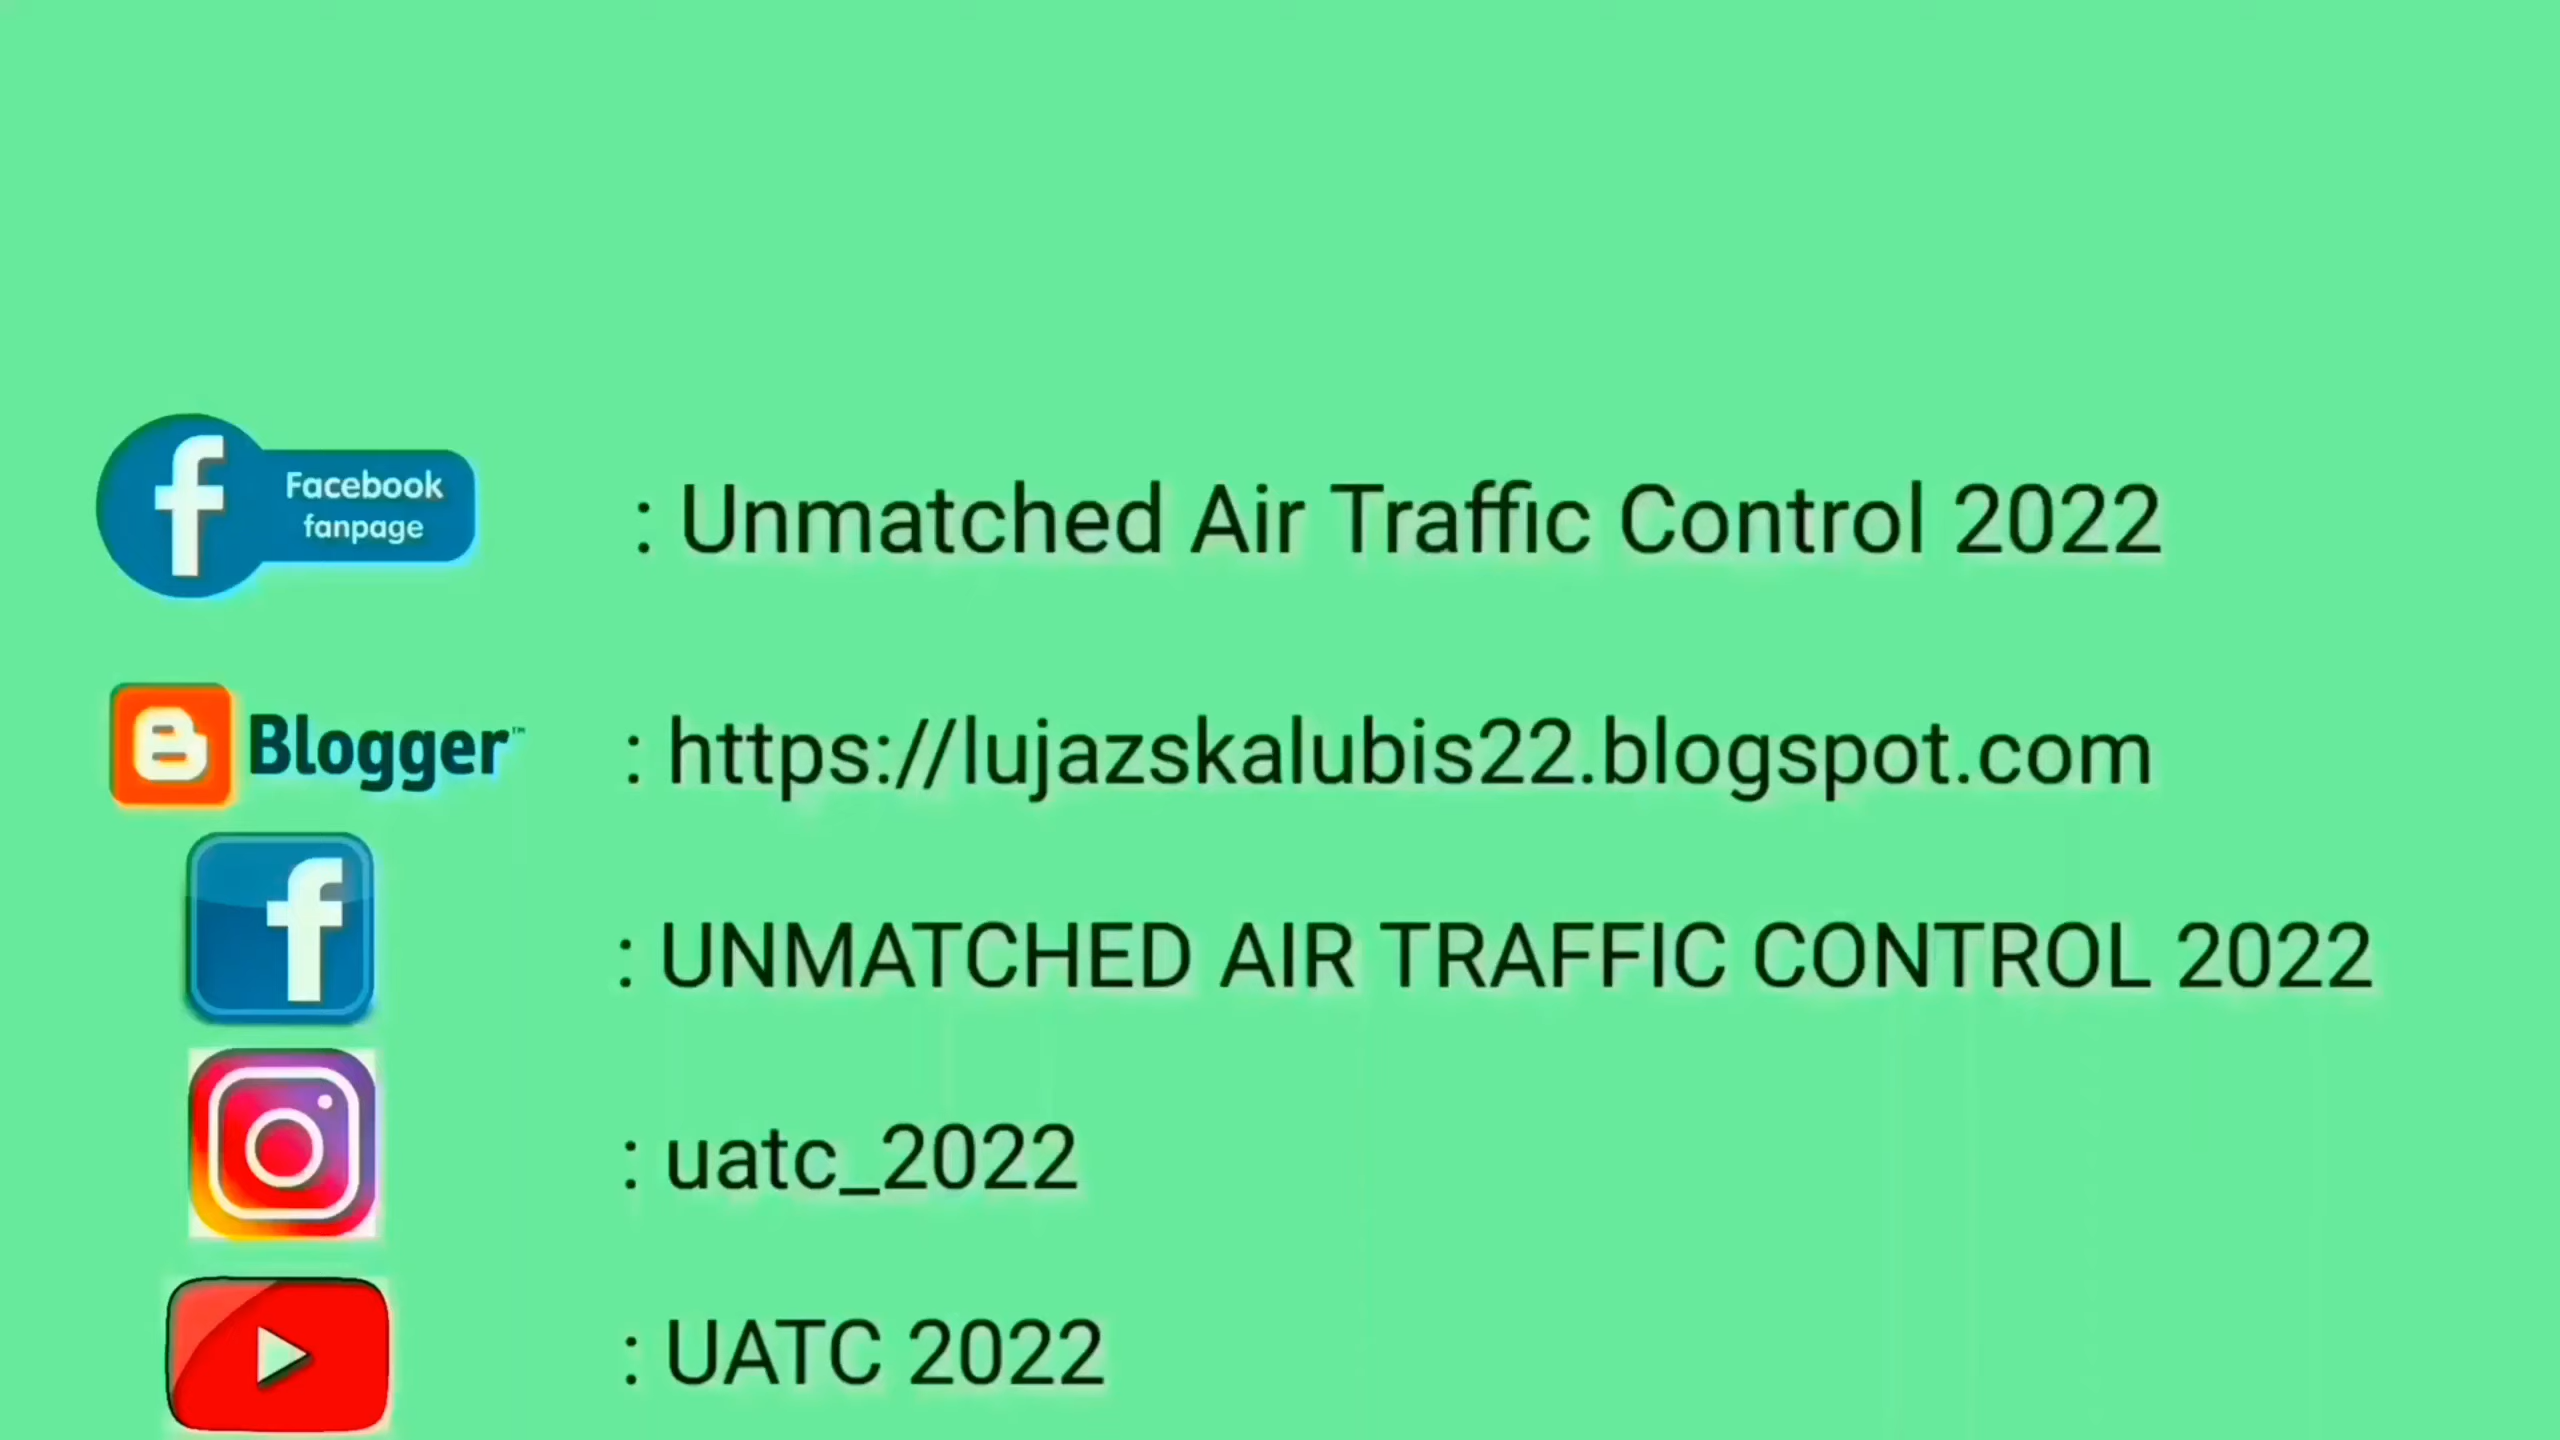 Facebook
fanpage
: Unmatched Air Traffic Control 2022
Blogger™ : https://lujazskalubis22.blogspot.com
: UNMATCHED AIR TRAFFIC CONTROL 2022
: uatc_2022
: UATC 2022